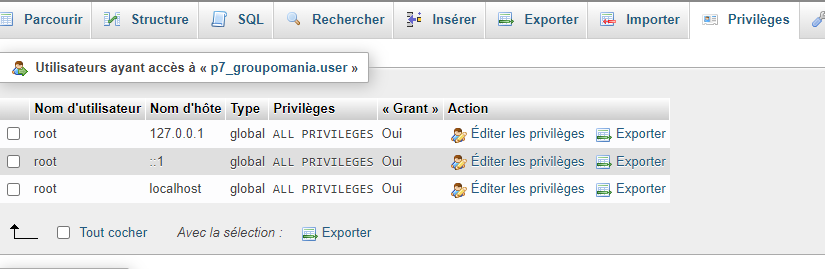 Parcourir Structure SQL Rechercher Insérer Exporter Importer Privilèges
Utilisateurs ayant accès à « p7_groupomania.user »
Nom d'utilisateur Nom d'hôte Type Privilèges « Grant » Action
root 127.0.0.1 global ALL PRIVILEGES Oui Éditer les privilèges Exporter
root ::1 global ALL PRIVILEGES Oui Éditer les privilèges Exporter
root localhost global ALL PRIVILEGES Oui Éditer les privilèges Exporter
Tout cocher Avec la sélection : Exporter